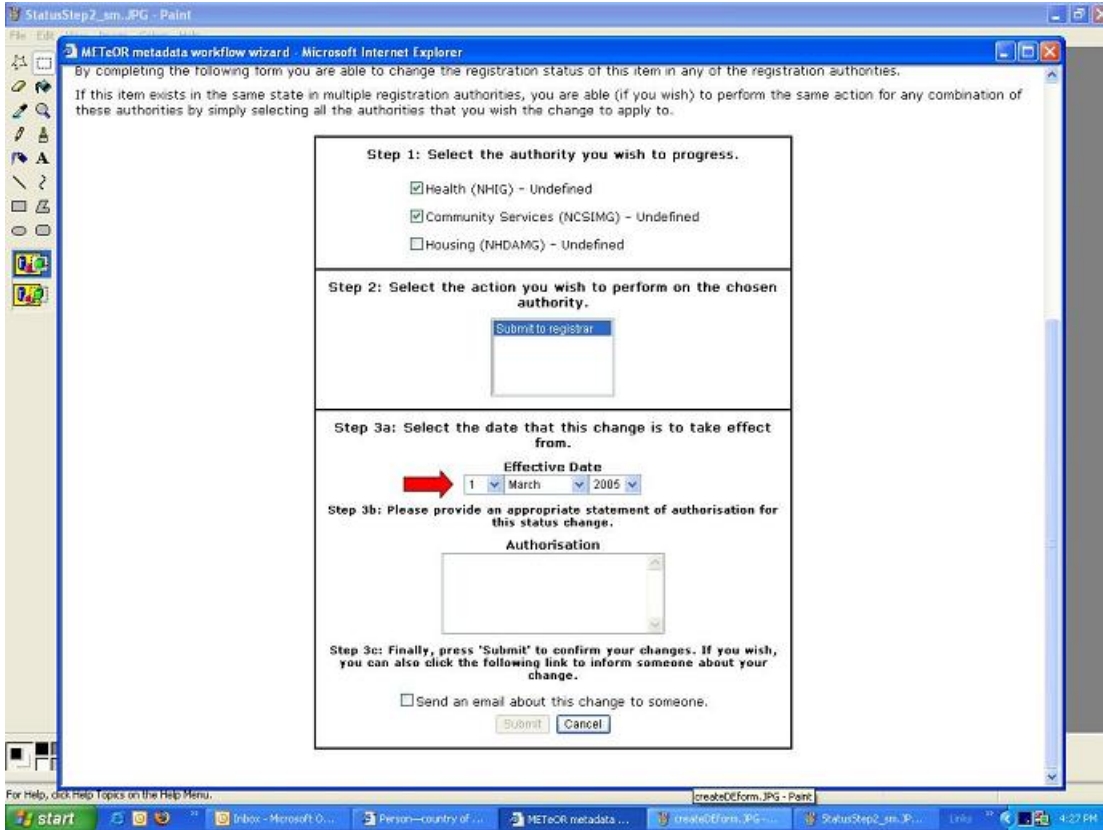 StatusStep2_sm.JPG - Paint
File Edit
METeOR metadata workflow wizard - Microsoft Internet Explorer
By completing the following form you are able to change the registration status of this item in any of the registration authorities.
If this item exists in the same state in multiple registration authorities, you are able (if you wish) to perform the same action for any combination of
these authorities by simply selecting all the authorities that you wish the change to apply to.
Step 1: Select the authority you wish to progress.
Health (NHIG) - Undefined
Community Services (NCSIMG) - Undefined
Housing (NHDAMG) - Undefined
Step 2: Select the action you wish to perform on the chosen
authority.
Submit to registrar
Step 3a: Select the date that this change is to take effect
from.
Effective Date
1 March 2005
Step 3b: Please provide an appropriate statement of authorisation for
this status change.
Authorisation
Step 3c: Finally, press 'Submit' to confirm your changes. If you wish,
you can also click the following link to inform someone about your
change.
Send an email about this change to someone.
Submit Cancel
For Help, click Help Topics on the Help Menu.
createDEform.JPG - Paint
start Inbox - Microsoft O... Person—country of ... METeOR metadata ... createDEform.JPG -... StatusStep2_sm.JP... Links 4:27 PM